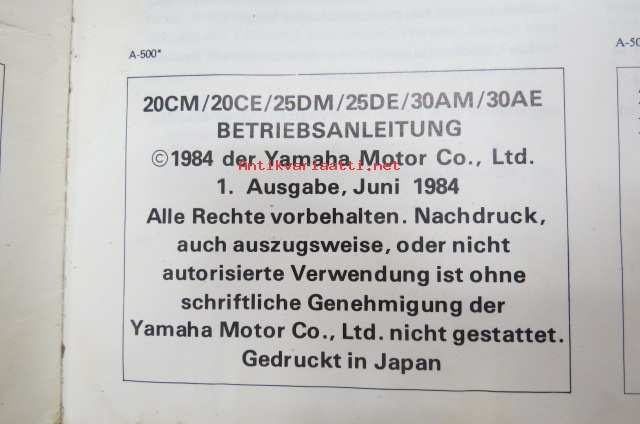 A-500*
A-50
20CM/20CE/25DM/25DE/30AM/30AE
BETRIEBSANLEITUNG
©1984 der Yamaha Motor Co., Ltd.
Antikvariaatti.net
1. Ausgabe, Juni 1984
Alle Rechte vorbehalten. Nachdruck,
auch auszugsweise, oder nicht
autorisierte Verwendung ist ohne
schriftliche Genehmigung der
Yamaha Motor Co., Ltd. nicht gestattet.
Gedruckt in Japan